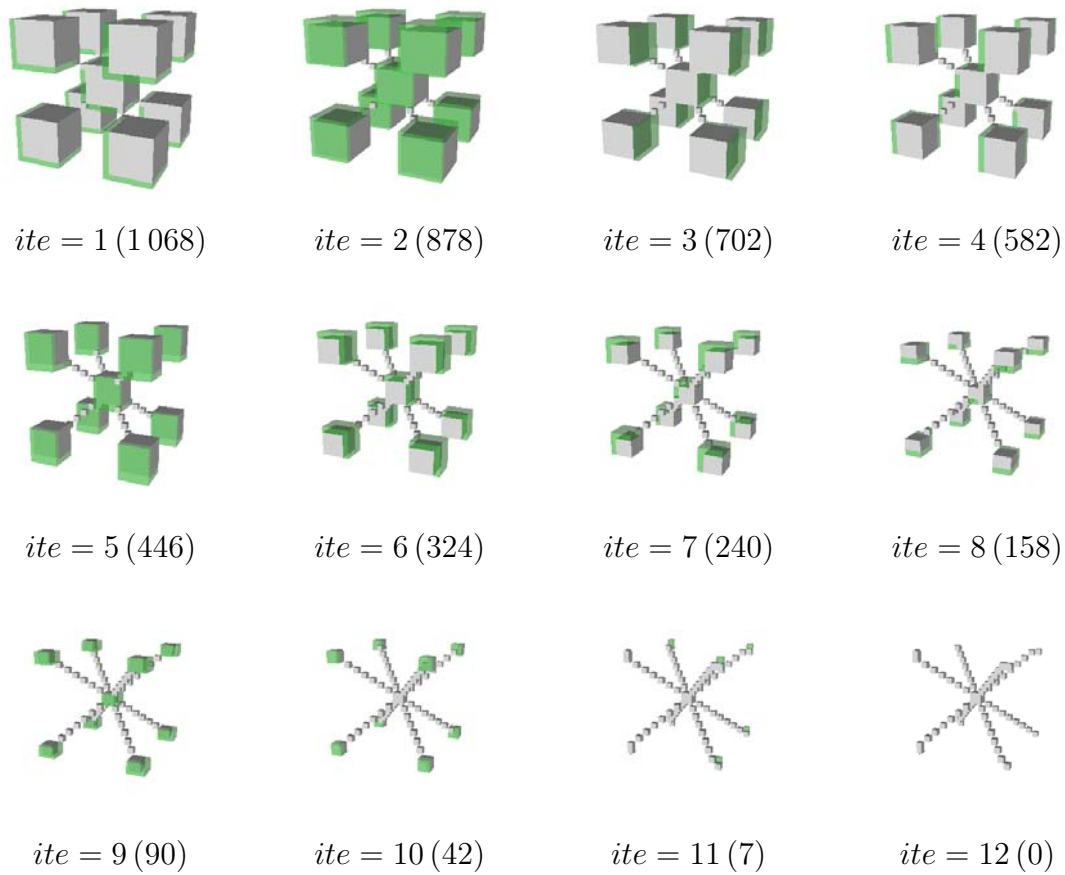 ite = 1 (1 068)
ite = 2 (878)
ite = 3 (702)
ite = 4 (582)
ite = 5 (446)
ite = 6 (324)
ite = 7 (240)
ite = 8 (158)
ite = 9 (90)
ite = 10 (42)
ite = 11 (7)
ite = 12 (0)